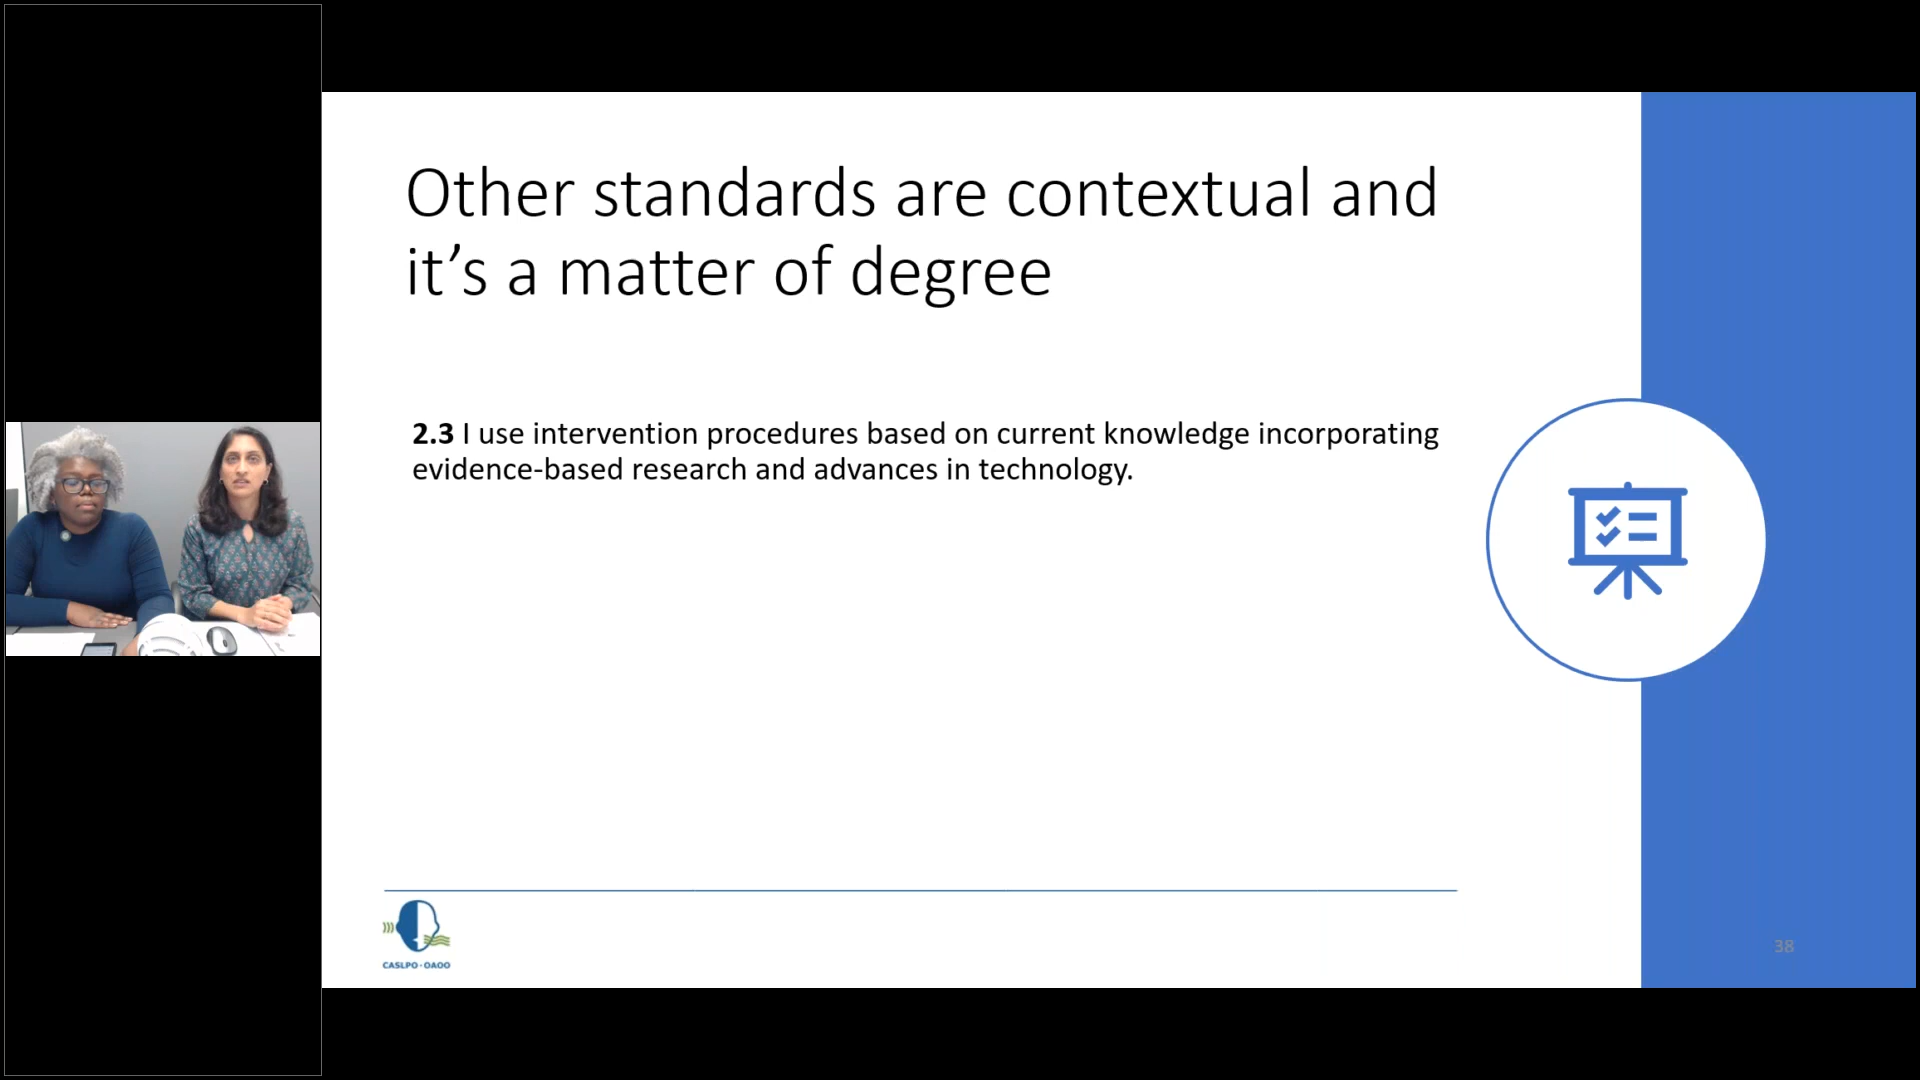 Other standards are contextual and
it’s a matter of degree
2.3 I use intervention procedures based on current knowledge incorporating
evidence-based research and advances in technology.
CASLPO · OAOO
38